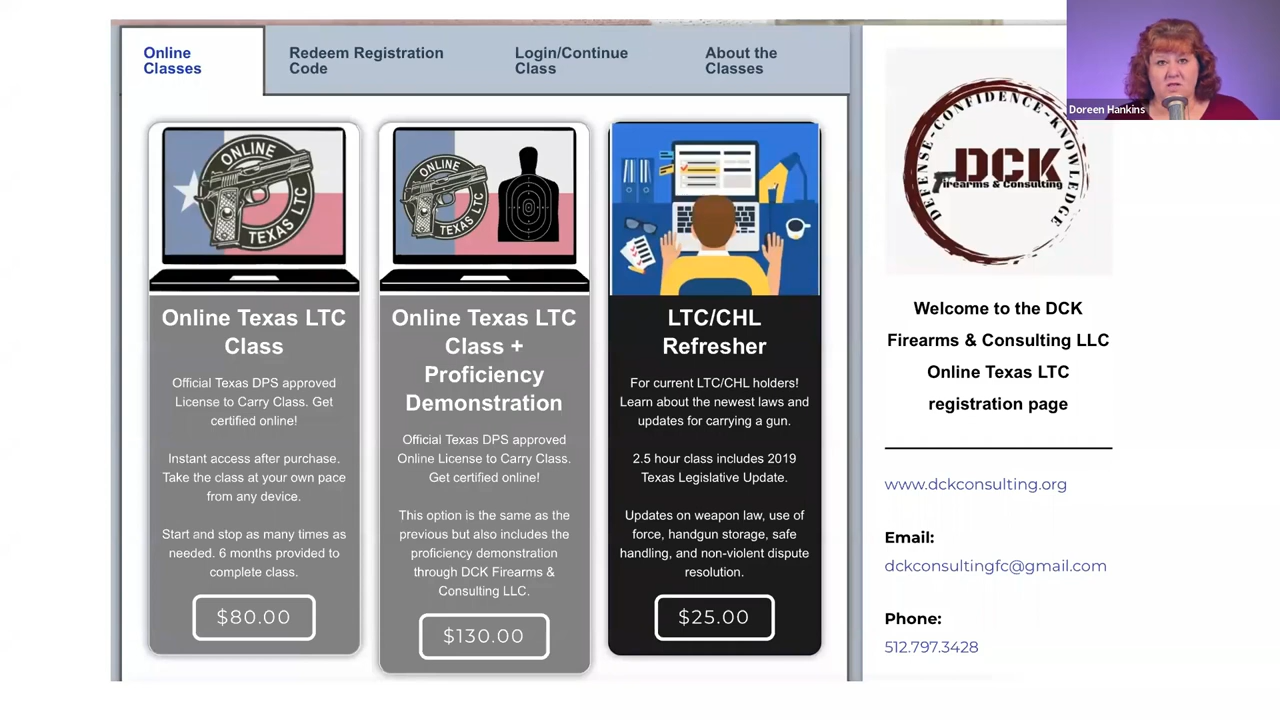 Online
Classes
Redeem Registration
Code
Login/Continue
Class
About the
Classes
ONLINE
TEXAS LTC
Online Texas LTC
Class
Official Texas DPS approved
License to Carry Class. Get
certified online!
Instant access after purchase.
Take the class at your own pace
from any device.
Start and stop as many times as
needed. 6 months provided to
complete class.
$80.00
ONLINE
TEXAS LTC
Online Texas LTC
Class +
Proficiency
Demonstration
Official Texas DPS approved
Online License to Carry Class.
Get certified online!
This option is the same as the
previous but also includes the
proficiency demonstration
through DCK Firearms &
Consulting LLC.
$130.00
LTC/CHL
Refresher
For current LTC/CHL holders!
Learn about the newest laws and
updates for carrying a gun.
2.5 hour class includes 2019
Texas Legislative Update.
Updates on weapon law, use of
force, handgun storage, safe
handling, and non-violent dispute
resolution.
$25.00
DEFENSE-CONFIDENCE-KNOWLEDGE
DCK
Firearms & Consulting
Doreen Hankins
Welcome to the DCK
Firearms & Consulting LLC
Online Texas LTC
registration page
www.dckconsulting.org
Email:
dckconsultingfc@gmail.com
Phone:
512.797.3428